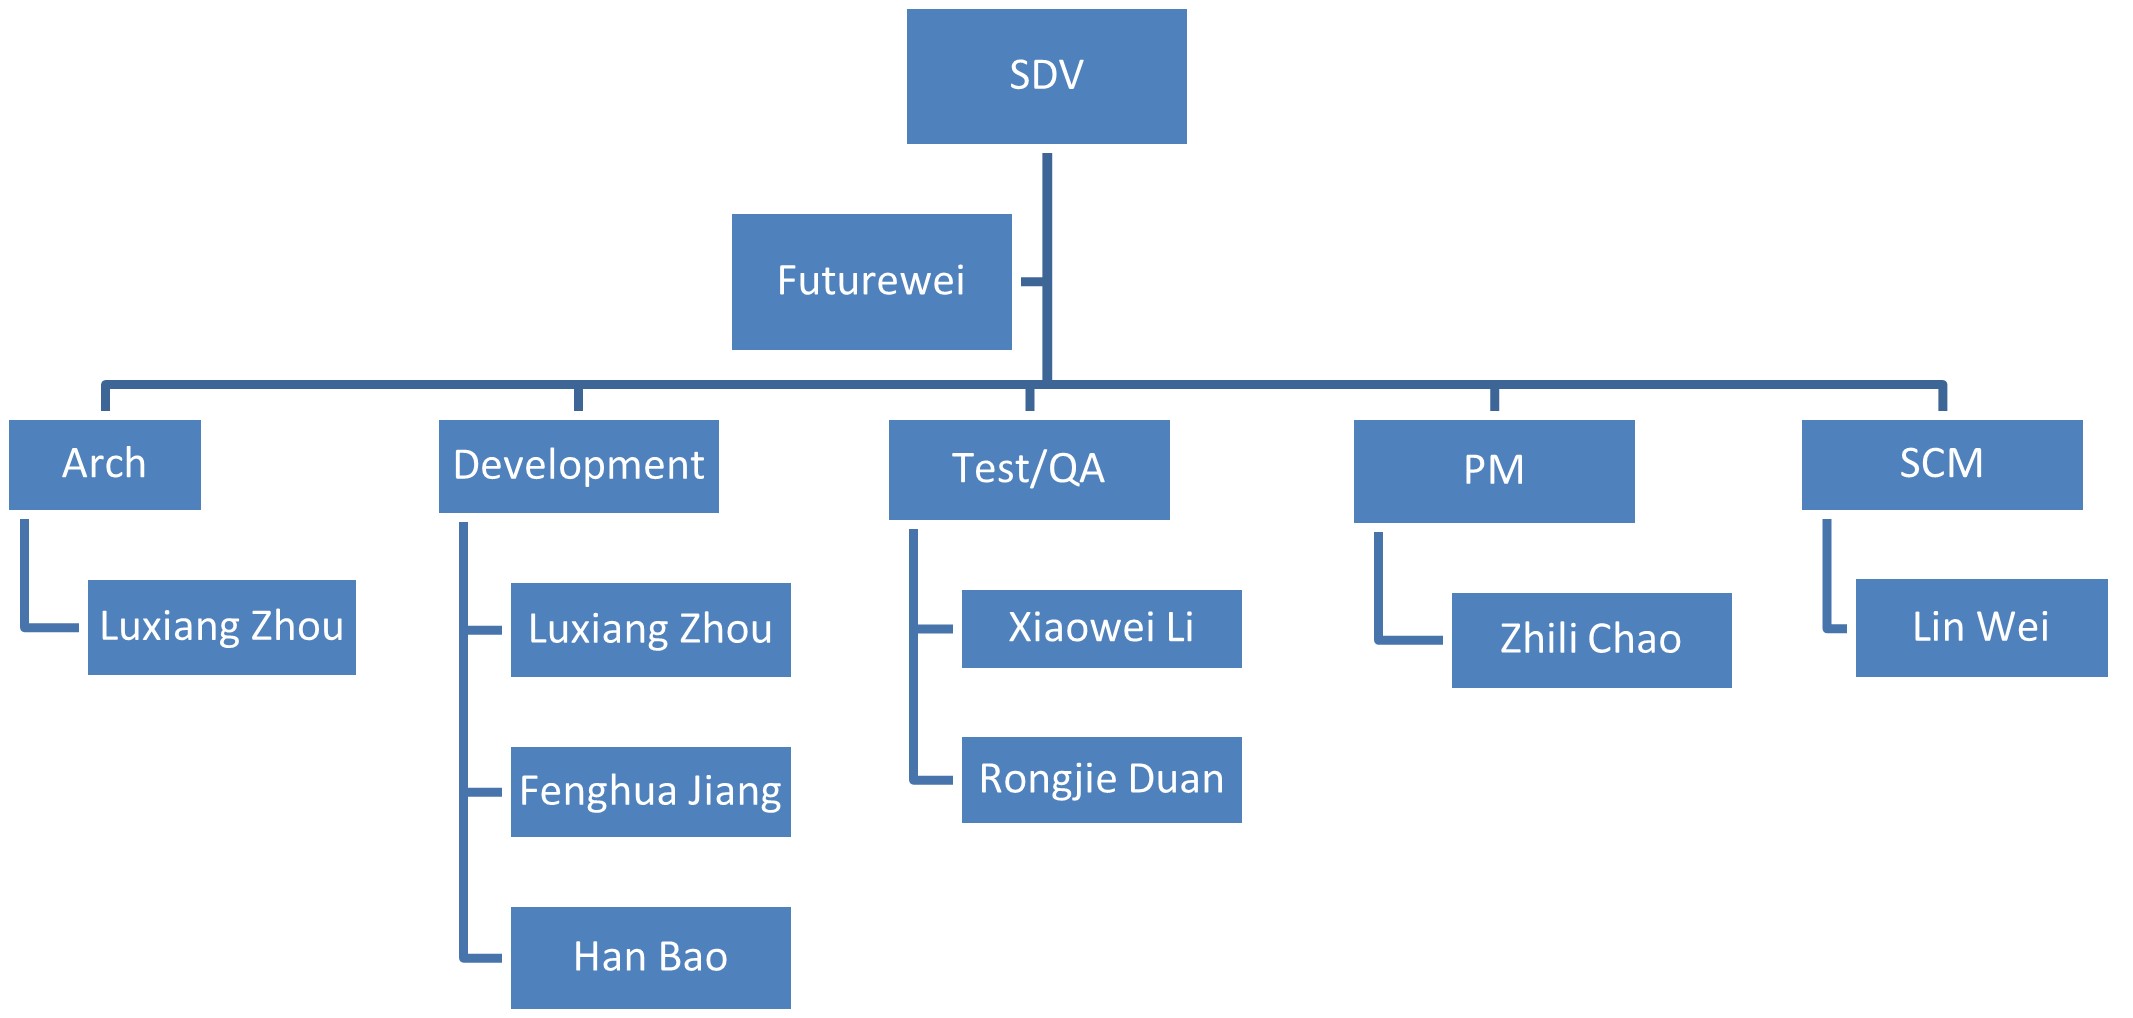 SDV
Futurewei
Arch
Development
Test/QA
PM
SCM
Luxiang Zhou
Luxiang Zhou
Fenghua Jiang
Han Bao
Xiaowei Li
Rongjie Duan
Zhili Chao
Lin Wei